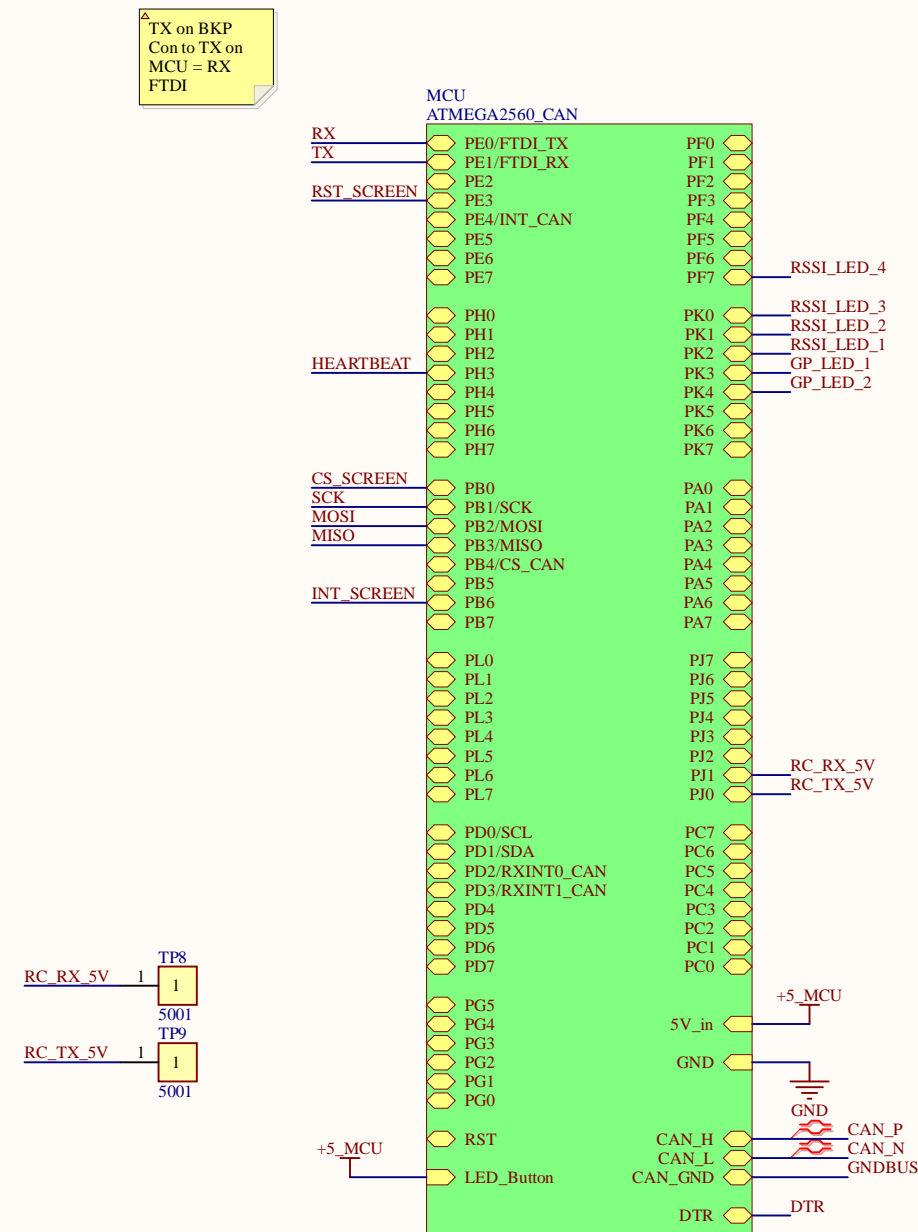 TX on BKP
Con to TX on
MCU = RX
FTDI
MCU
ATMEGA2560_CAN
RX PE0/FTDI_TX PF0
TX PE1/FTDI_RX PF1
PE2 PF2
RST_SCREEN PE3 PF3
PE4/INT_CAN PF4
PE5 PF5
PE6 PF6
PE7 PF7 RSSI_LED_4
PH0 PK0 RSSI_LED_3
PH1 PK1 RSSI_LED_2
PH2 PK2 RSSI_LED_1
HEARTBEAT PH3 PK3 GP_LED_1
PH4 PK4 GP_LED_2
PH5 PK5
PH6 PK6
PH7 PK7
CS_SCREEN PB0 PA0
SCK PB1/SCK PA1
MOSI PB2/MOSI PA2
MISO PB3/MISO PA3
PB4/CS_CAN PA4
PB5 PA5
INT_SCREEN PB6 PA6
PB7 PA7
PL0 PJ7
PL1 PJ6
PL2 PJ5
PL3 PJ4
PL4 PJ3
PL5 PJ2
PL6 PJ1 RC_RX_5V
PL7 PJ0 RC_TX_5V
PD0/SCL PC7
PD1/SDA PC6
PD2/RXINT0_CAN PC5
PD3/RXINT1_CAN PC4
PD4 PC3
PD5 PC2
PD6 PC1
PD7 PC0
TP8
RC_RX_5V 1 1
5001
TP9
RC_TX_5V 1 1
5001
PG5
PG4 5V_in +5_MCU
PG3
PG2 GND
PG1
PG0
GND
RST CAN_H CAN_P
CAN_L CAN_N
+5_MCU LED_Button CAN_GND GNDBUS
DTR DTR